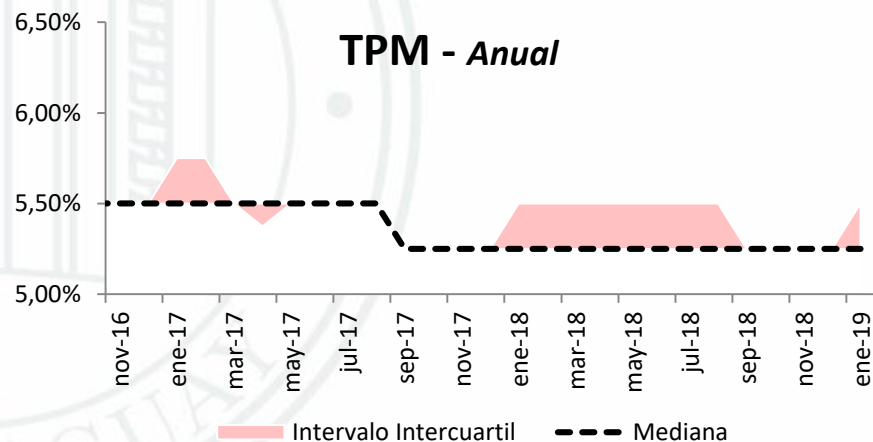 TPM - Anual
6,50%
6,00%
5,50%
5,00%
nov-16
ene-17
mar-17
may-17
jul-17
sep-17
nov-17
ene-18
mar-18
may-18
jul-18
sep-18
nov-18
ene-19
Intervalo Intercuartil
Mediana
GUAY